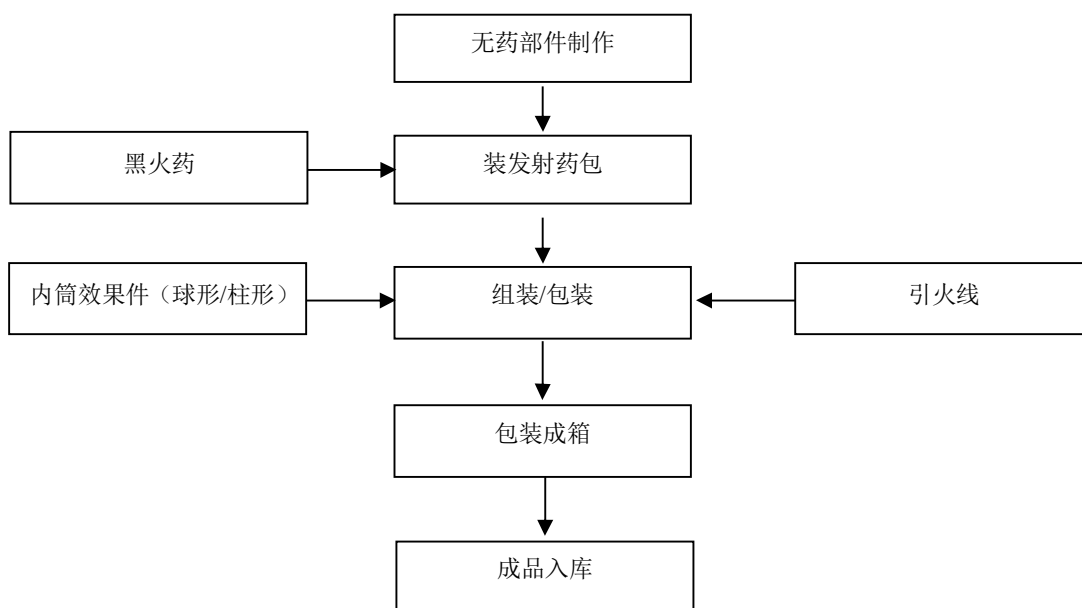 无药部件制作
黑火药
装发射药包
内筒效果件（球形/柱形）
组装/包装
引火线
包装成箱
成品入库